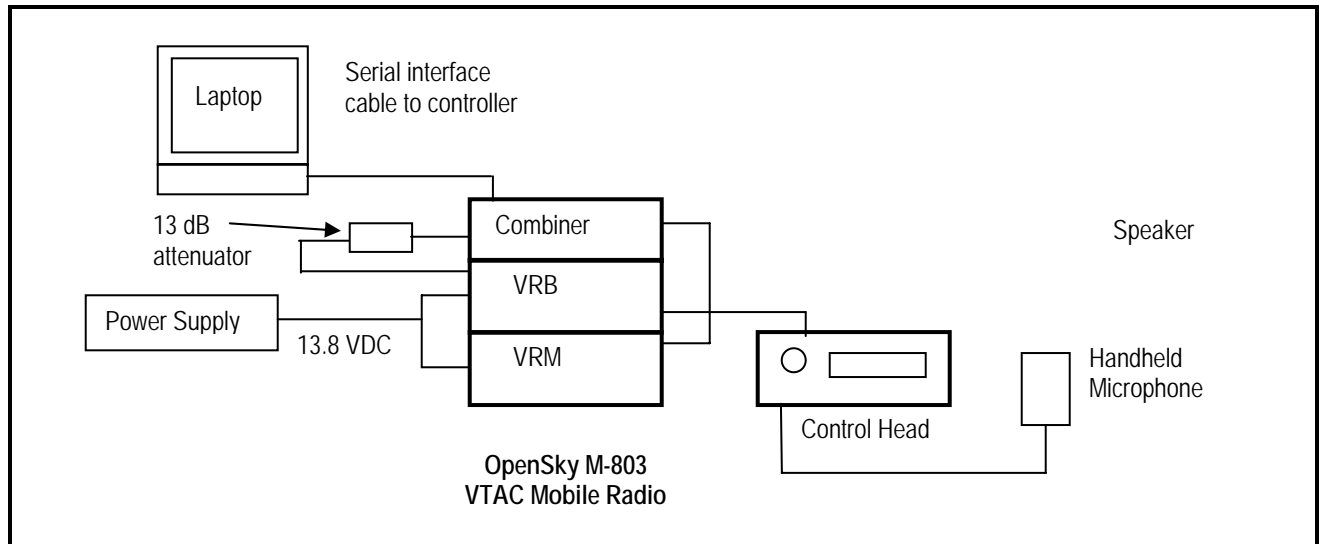 Laptop
Serial interface
cable to controller
13 dB
attenuator
Combiner
Speaker
VRB
Power Supply
13.8 VDC
VRM
Handheld
Microphone
Control Head
OpenSky M-803
VTAC Mobile Radio